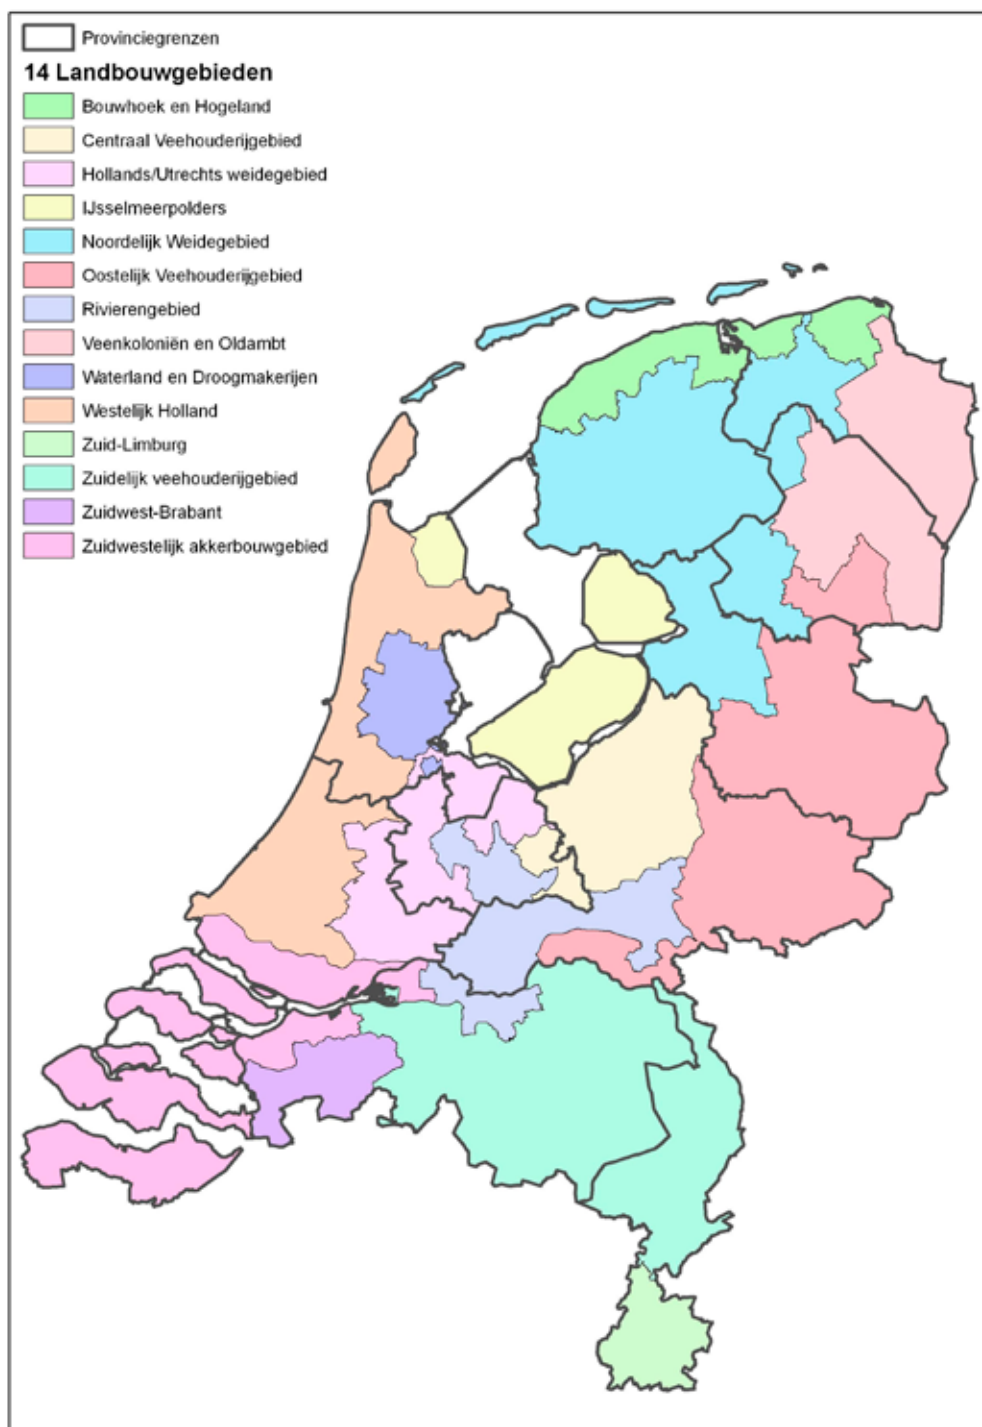 Provinciegrenzen
14 Landbouwgebieden
Bouwhoek en Hogeland
Centraal Veehouderijgebied
Hollands/Utrechts weidegebied
IJsselmeerpolders
Noordelijk Weidegebied
Oostelijk Veehouderijgebied
Rivierengebied
Veenkoloniën en Oldambt
Waterland en Droogmakerijen
Westelijk Holland
Zuid-Limburg
Zuidelijk veehouderijgebied
Zuidwest-Brabant
Zuidwestelijk akkerbouwgebied